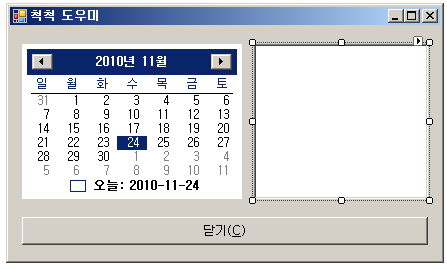 척척 도우미
2010년 11월
일 월 화 수 목 금 토
31 1 2 3 4 5 6
7 8 9 10 11 12 13
14 15 16 17 18 19 20
21 22 23 24 25 26 27
28 29 30 1 2 3 4
5 6 7 8 9 10 11
오늘: 2010-11-24
닫기(C)